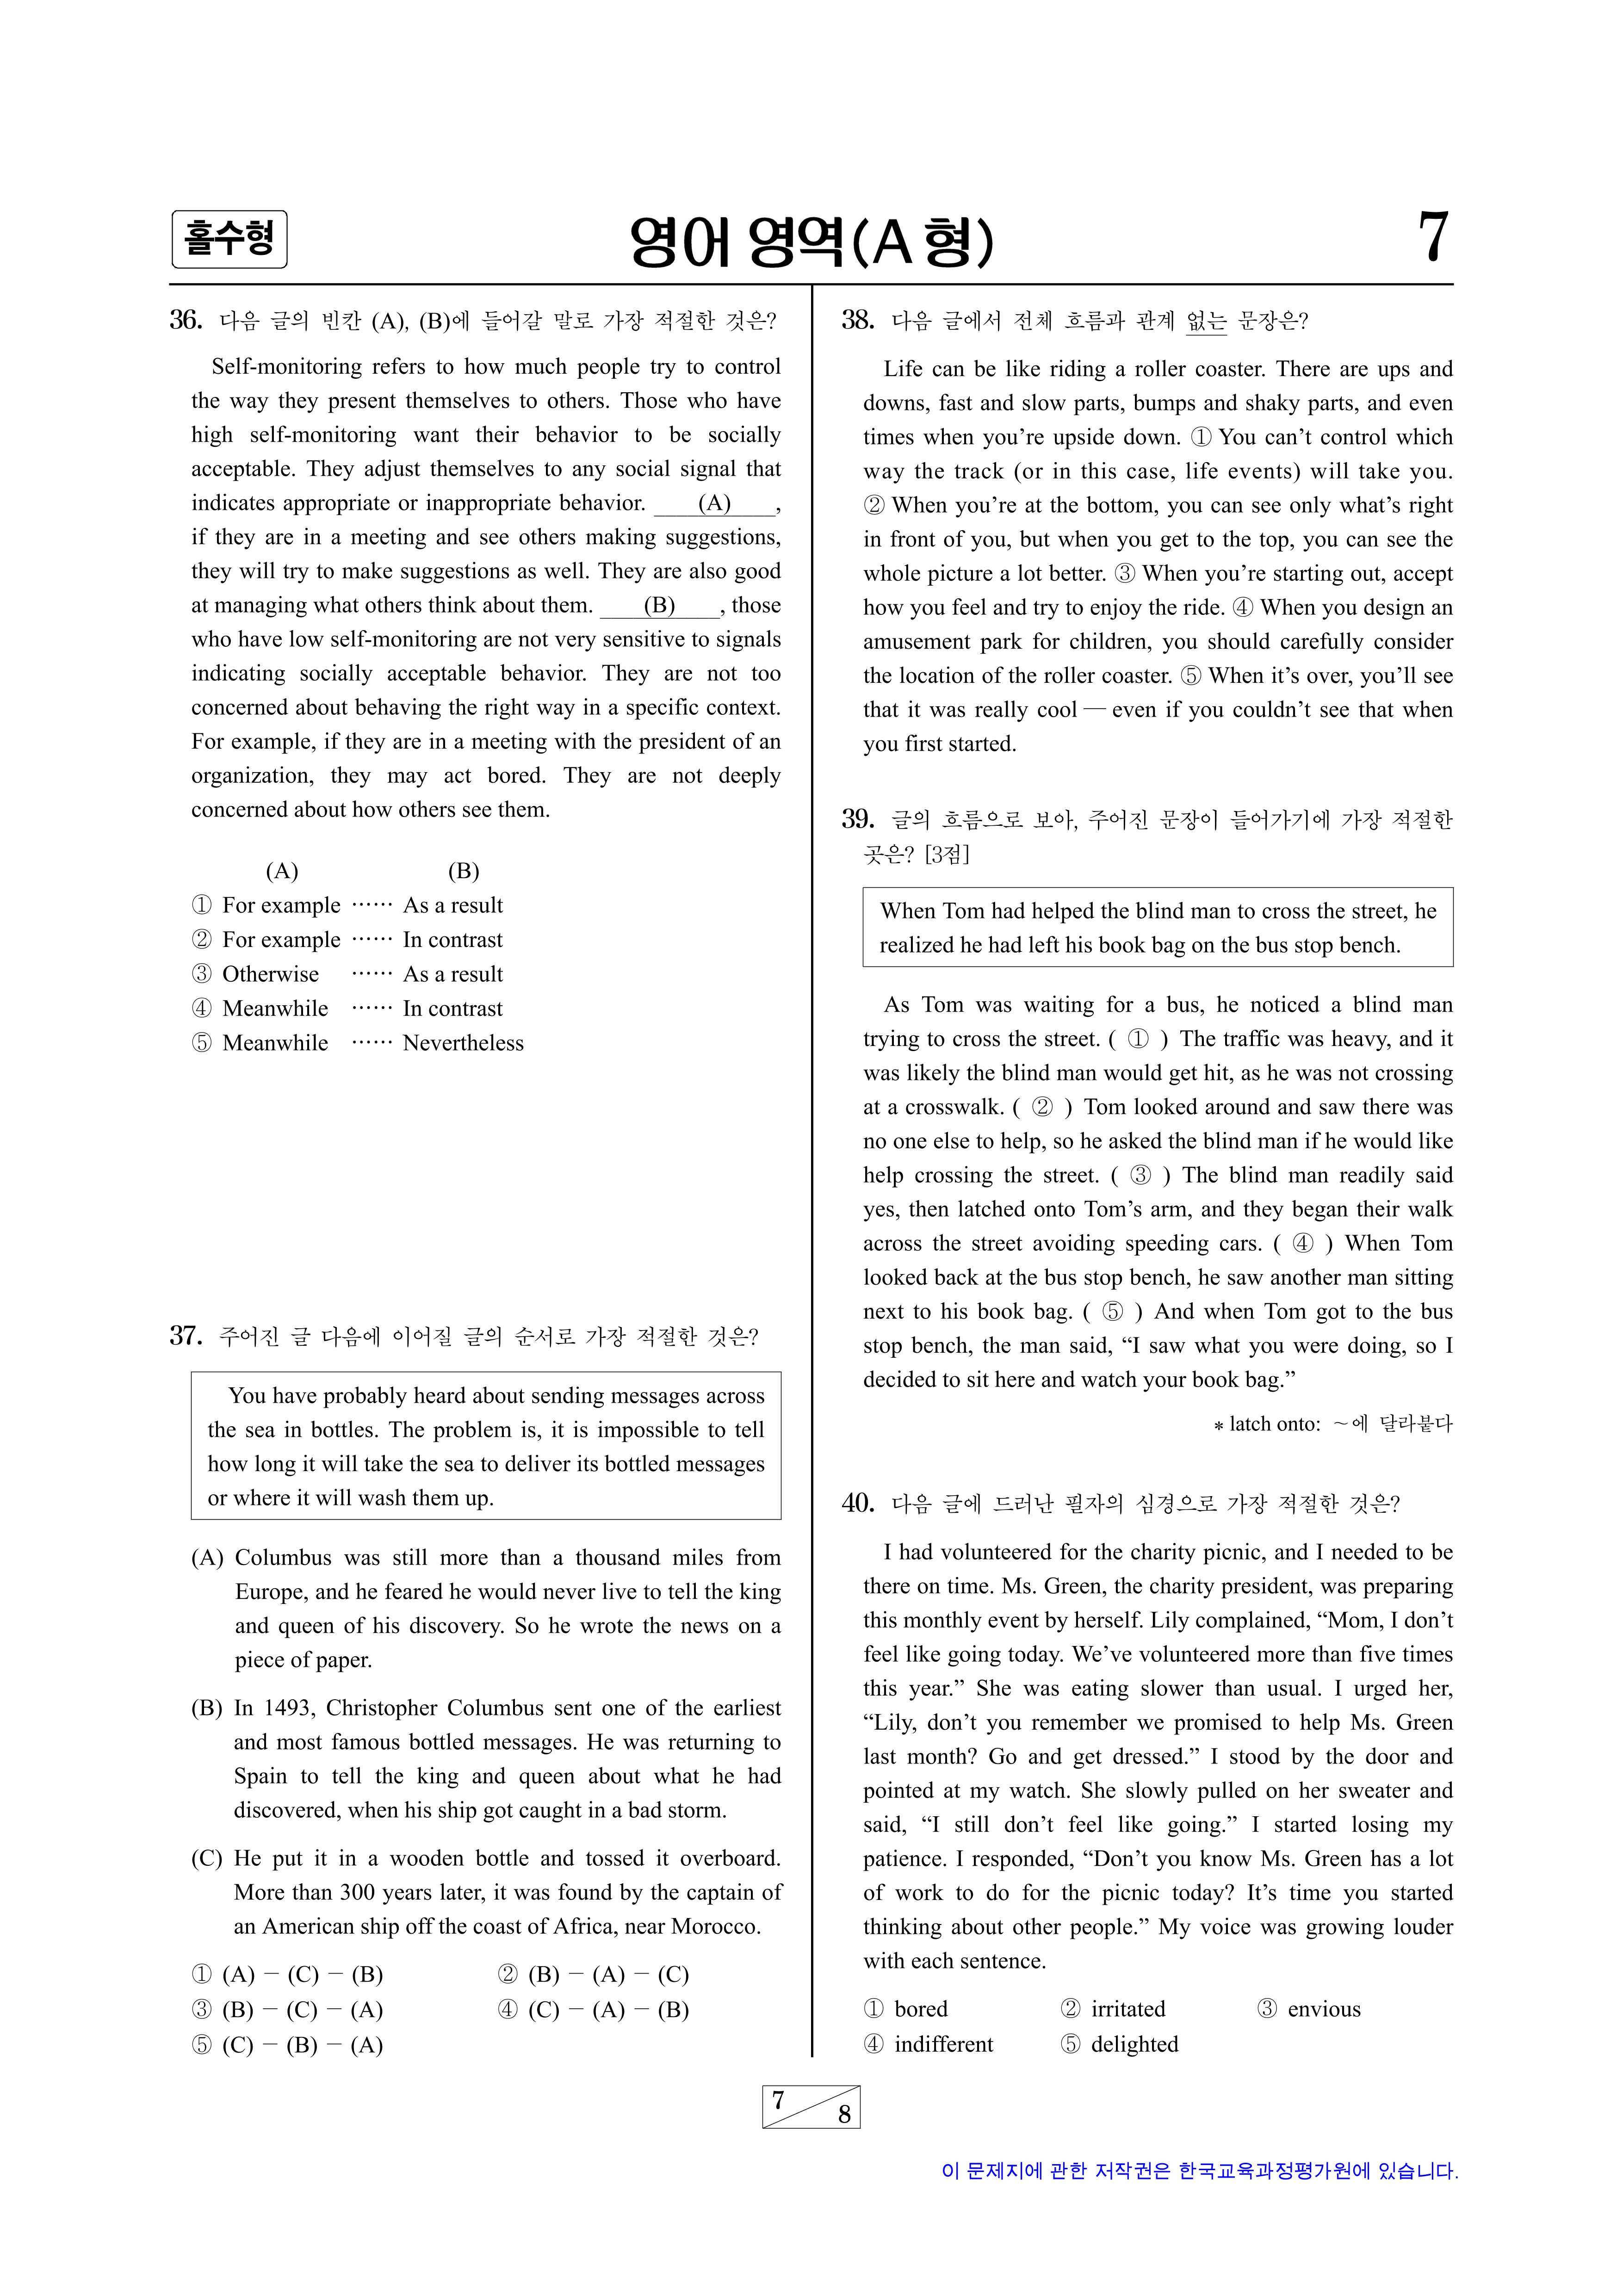 홀수형
영어 영역(A 형)
7
36. 다음 글의 빈칸 (A), (B)에 들어갈 말로 가장 적절한 것은?
Self-monitoring refers to how much people try to control
the way they present themselves to others. Those who have
high self-monitoring want their behavior to be socially
acceptable. They adjust themselves to any social signal that
indicates appropriate or inappropriate behavior. ____(A)____,
if they are in a meeting and see others making suggestions,
they will try to make suggestions as well. They are also good
at managing what others think about them. ____(B)____, those
who have low self-monitoring are not very sensitive to signals
indicating socially acceptable behavior. They are not too
concerned about behaving the right way in a specific context.
For example, if they are in a meeting with the president of an
organization, they may act bored. They are not deeply
concerned about how others see them.
(A) (B)
① For example …… As a result
② For example …… In contrast
③ Otherwise …… As a result
④ Meanwhile …… In contrast
⑤ Meanwhile …… Nevertheless
37. 주어진 글 다음에 이어질 글의 순서로 가장 적절한 것은?
You have probably heard about sending messages across
the sea in bottles. The problem is, it is impossible to tell
how long it will take the sea to deliver its bottled messages
or where it will wash them up.
(A) Columbus was still more than a thousand miles from
Europe, and he feared he would never live to tell the king
and queen of his discovery. So he wrote the news on a
piece of paper.
(B) In 1493, Christopher Columbus sent one of the earliest
and most famous bottled messages. He was returning to
Spain to tell the king and queen about what he had
discovered, when his ship got caught in a bad storm.
(C) He put it in a wooden bottle and tossed it overboard.
More than 300 years later, it was found by the captain of
an American ship off the coast of Africa, near Morocco.
① (A) － (C) － (B) ② (B) － (A) － (C)
③ (B) － (C) － (A) ④ (C) － (A) － (B)
⑤ (C) － (B) － (A)
38. 다음 글에서 전체 흐름과 관계 없는 문장은?
Life can be like riding a roller coaster. There are ups and
downs, fast and slow parts, bumps and shaky parts, and even
times when you’re upside down. ① You can’t control which
way the track (or in this case, life events) will take you.
② When you’re at the bottom, you can see only what’s right
in front of you, but when you get to the top, you can see the
whole picture a lot better. ③ When you’re starting out, accept
how you feel and try to enjoy the ride. ④ When you design an
amusement park for children, you should carefully consider
the location of the roller coaster. ⑤ When it’s over, you’ll see
that it was really cool — even if you couldn’t see that when
you first started.
39. 글의 흐름으로 보아, 주어진 문장이 들어가기에 가장 적절한
곳은? [3점]
When Tom had helped the blind man to cross the street, he
realized he had left his book bag on the bus stop bench.
As Tom was waiting for a bus, he noticed a blind man
trying to cross the street. ( ① ) The traffic was heavy, and it
was likely the blind man would get hit, as he was not crossing
at a crosswalk. ( ② ) Tom looked around and saw there was
no one else to help, so he asked the blind man if he would like
help crossing the street. ( ③ ) The blind man readily said
yes, then latched onto Tom’s arm, and they began their walk
across the street avoiding speeding cars. ( ④ ) When Tom
looked back at the bus stop bench, he saw another man sitting
next to his book bag. ( ⑤ ) And when Tom got to the bus
stop bench, the man said, “I saw what you were doing, so I
decided to sit here and watch your book bag.”
* latch onto: ~에 달라붙다
40. 다음 글에 드러난 필자의 심경으로 가장 적절한 것은?
I had volunteered for the charity picnic, and I needed to be
there on time. Ms. Green, the charity president, was preparing
this monthly event by herself. Lily complained, “Mom, I don’t
feel like going today. We’ve volunteered more than five times
this year.” She was eating slower than usual. I urged her,
“Lily, don’t you remember we promised to help Ms. Green
last month? Go and get dressed.” I stood by the door and
pointed at my watch. She slowly pulled on her sweater and
said, “I still don’t feel like going.” I started losing my
patience. I responded, “Don’t you know Ms. Green has a lot
of work to do for the picnic today? It’s time you started
thinking about other people.” My voice was growing louder
with each sentence.
① bored ② irritated ③ envious
④ indifferent ⑤ delighted
7
8
이 문제지에 관한 저작권은 한국교육과정평가원에 있습니다.